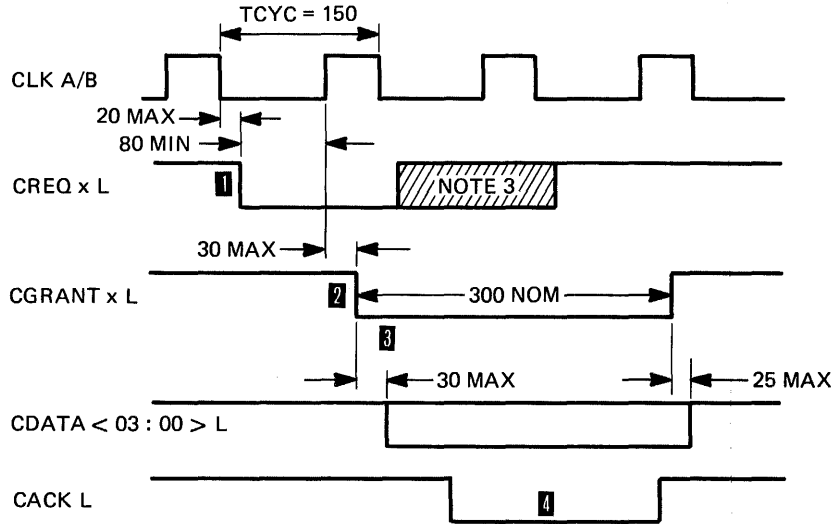 TCYC = 150
CLK A/B
20 MAX
80 MIN
CREQ x L
1
NOTE 3
30 MAX
CGRANT x L
2
300 NOM
3
30 MAX
25 MAX
CDATA < 03 : 00 > L
CACK L
4